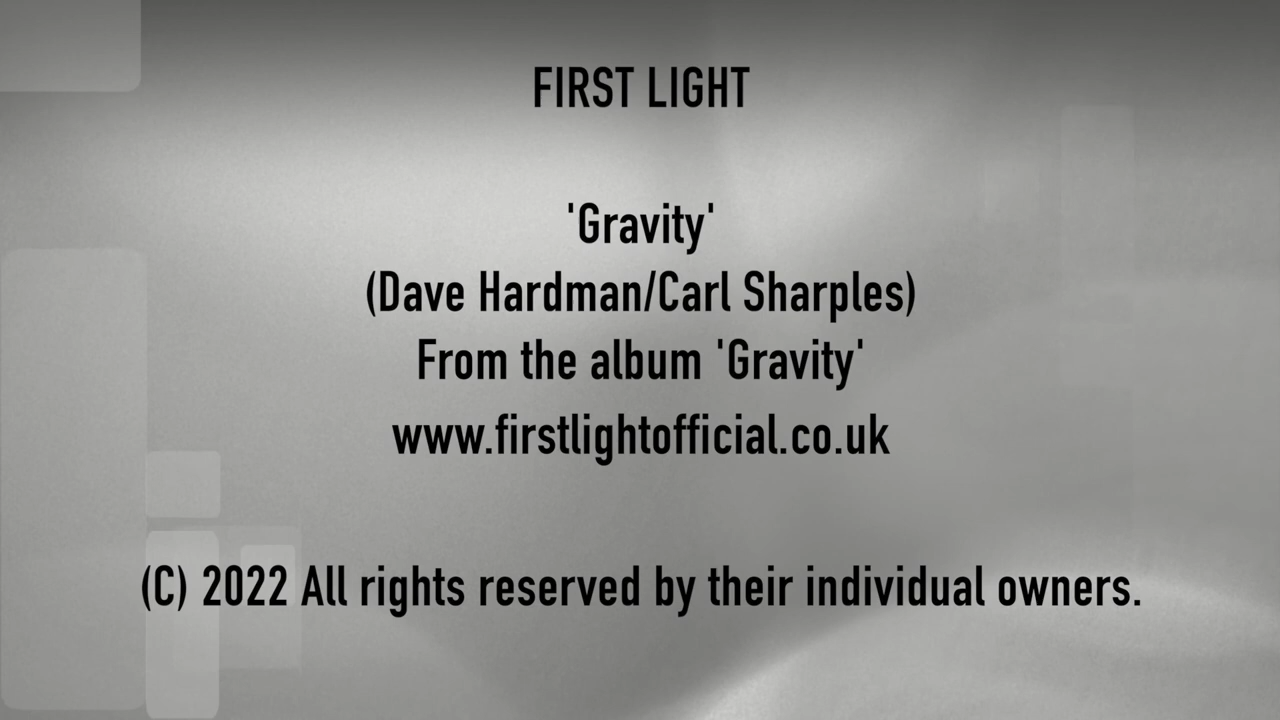 FIRST LIGHT
'Gravity'
(Dave Hardman/Carl Sharples)
From the album 'Gravity'
www.firstlightofficial.co.uk
(C) 2022 All rights reserved by their individual owners.